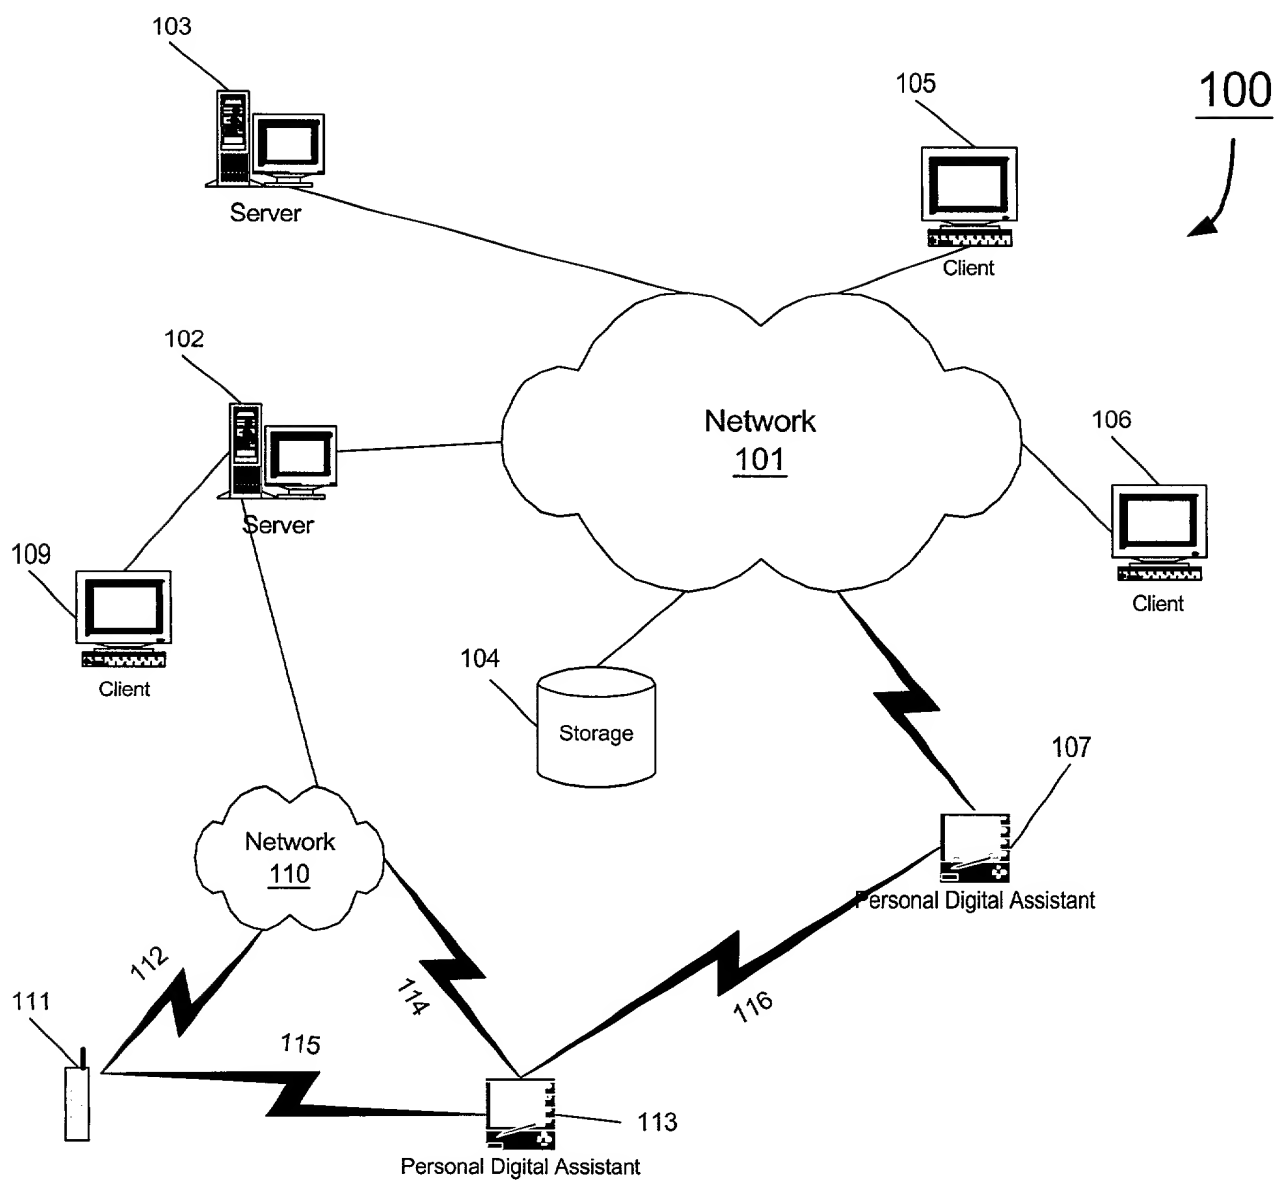 103
105
100
Server
Client
102
Network
101
106
Server
109
Client
Client
104
Storage
107
Network
110
Personal Digital Assistant
112
114
116
111
115
113
Personal Digital Assistant